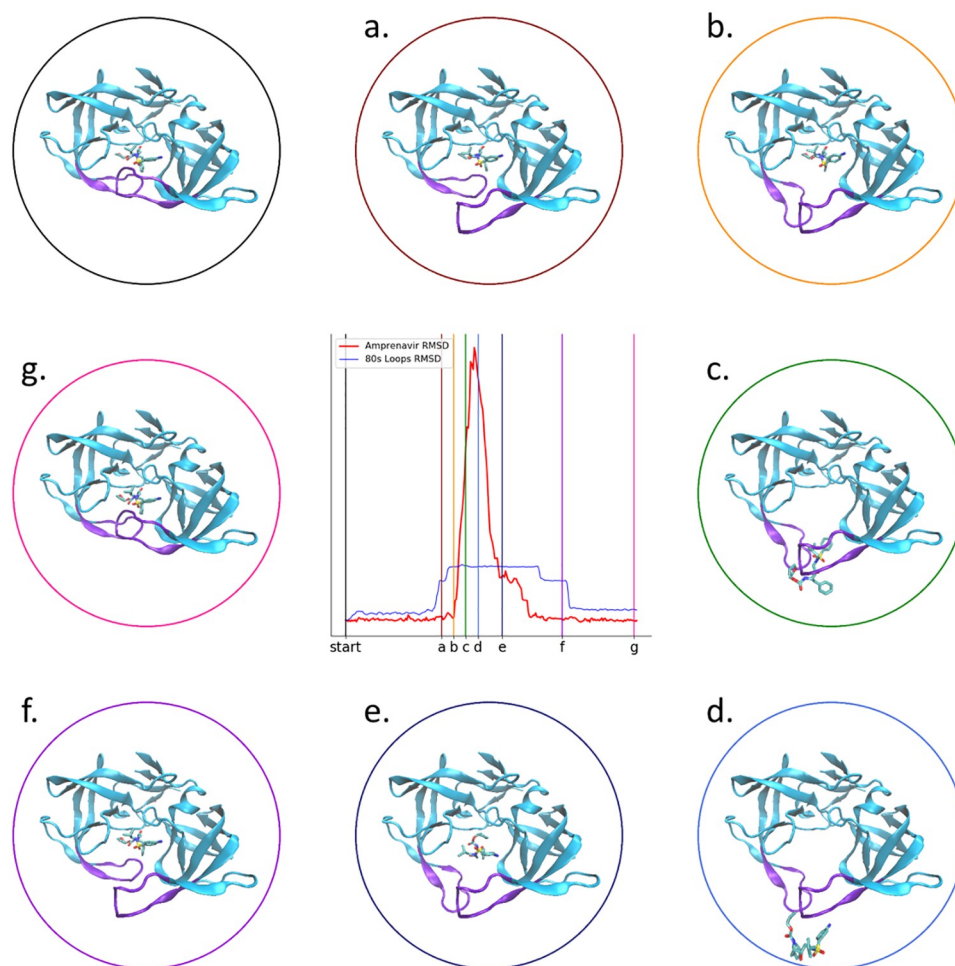 a.
b.
g.
Amprenavir RMSD
80s Loops RMSD
c.
start a b c d e f g
f.
e.
d.